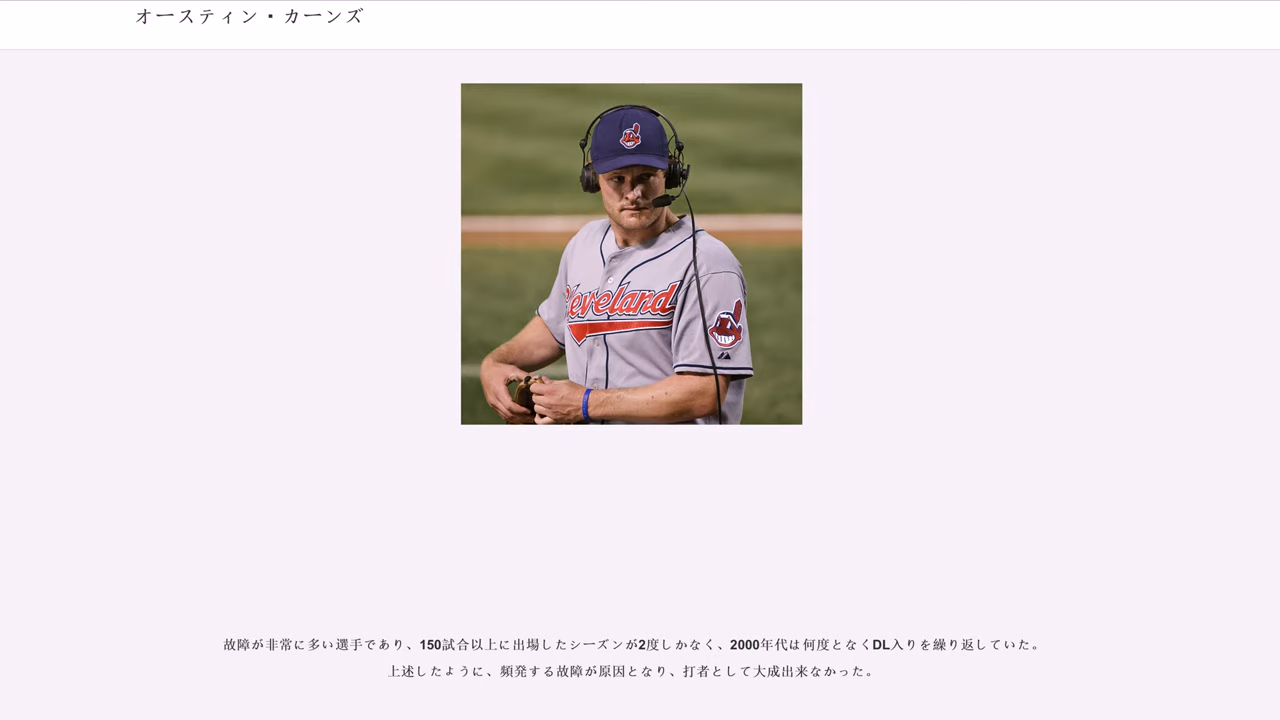 オースティン・カーンズ
Cleveland
故障が非常に多い選手であり、150試合以上に出場したシーズンが2度しかなく、2000年代は何度となくDL入りを繰り返していた。
上述したように、頻発する故障が原因となり、打者として大成出来なかった。